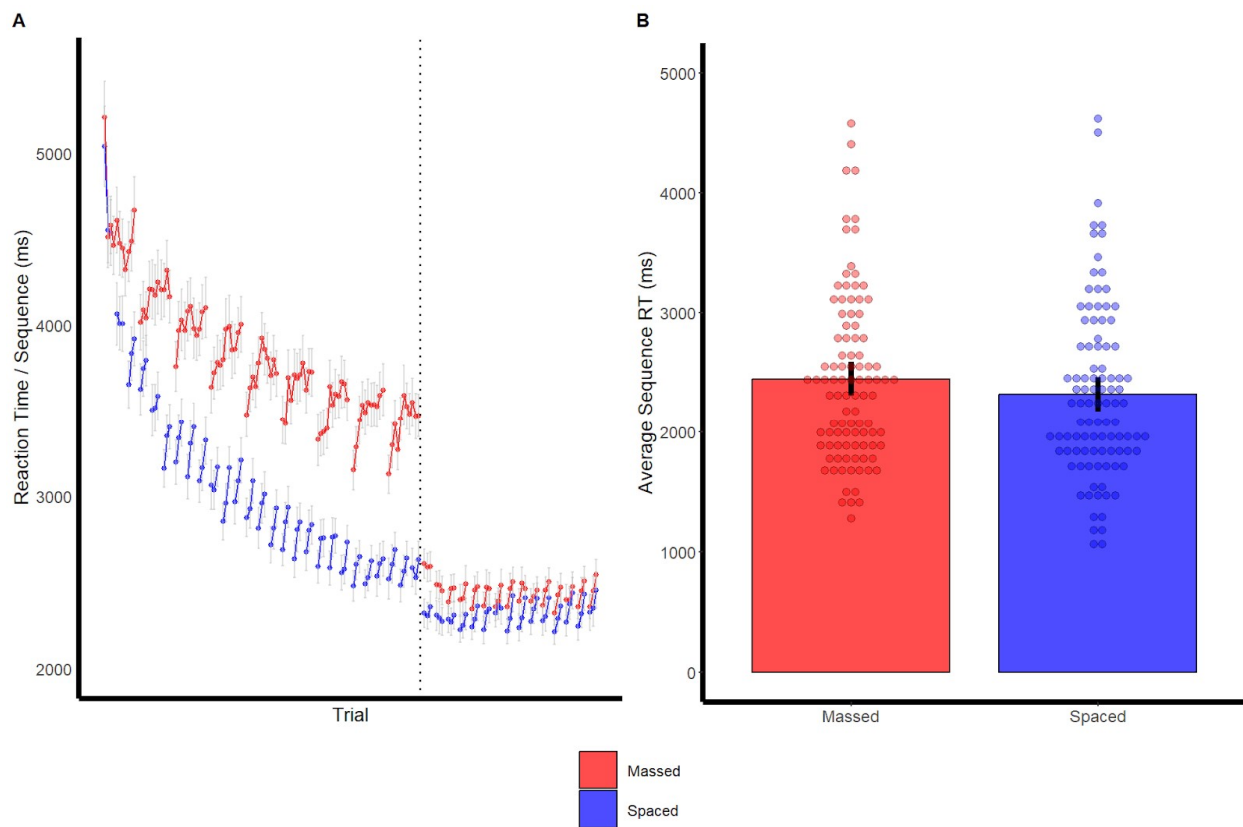 A
Reaction Time / Sequence (ms)
5000
4000
3000
2000
Trial
B
Average Sequence RT (ms)
5000
4000
3000
2000
1000
0
Massed
Spaced
Massed
Spaced